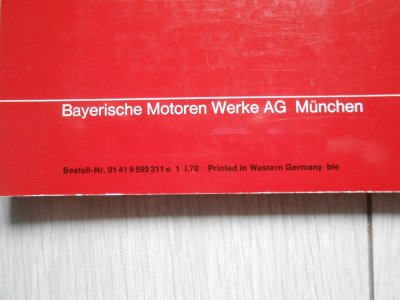 Bayerische Motoren Werke AG München
Bestell-Nr. 01 41 9 599 311 e 1 I.70 Printed in Western Germany bie